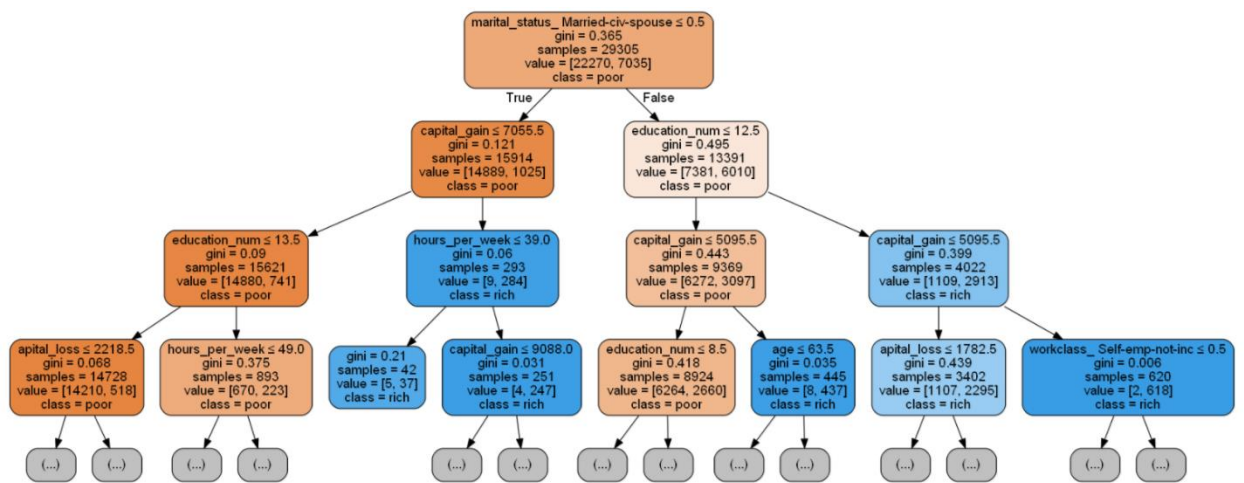 marital_status_ Married-civ-spouse ≤ 0.5
gini = 0.365
samples = 29305
value = [22270, 7035]
class = poor
True
False
capital_gain ≤ 7055.5
gini = 0.121
samples = 15914
value = [14889, 1025]
class = poor
education_num ≤ 12.5
gini = 0.495
samples = 13391
value = [7381, 6010]
class = poor
education_num ≤ 13.5
gini = 0.09
samples = 15621
value = [14880, 741]
class = poor
hours_per_week ≤ 39.0
gini = 0.06
samples = 293
value = [9, 284]
class = rich
capital_gain ≤ 5095.5
gini = 0.443
samples = 9369
value = [6272, 3097]
class = poor
capital_gain ≤ 5095.5
gini = 0.399
samples = 4022
value = [1109, 2913]
class = rich
apital_loss ≤ 2218.5
gini = 0.068
samples = 14728
value = [14210, 518]
class = poor
hours_per_week ≤ 49.0
gini = 0.375
samples = 893
value = [670, 223]
class = poor
gini = 0.21
samples = 42
value = [5, 37]
class = rich
capital_gain ≤ 9088.0
gini = 0.031
samples = 251
value = [4, 247]
class = rich
education_num ≤ 8.5
gini = 0.418
samples = 8924
value = [6264, 2660]
class = poor
age ≤ 63.5
gini = 0.035
samples = 445
value = [8, 437]
class = rich
apital_loss ≤ 1782.5
gini = 0.439
samples = 3402
value = [1107, 2295]
class = rich
workclass_ Self-emp-not-inc ≤ 0.5
gini = 0.006
samples = 620
value = [2, 618]
class = rich
(...)
(...)
(...)
(...)
(...)
(...)
(...)
(...)
(...)
(...)
(...)
(...)
(...)
(...)